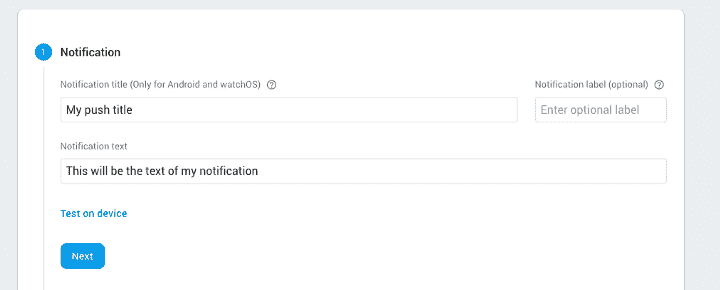 1 Notification
Notification title (Only for Android and watchOS) ? Notification label (optional) ?
My push title Enter optional label
Notification text
This will be the text of my notification
Test on device
Next